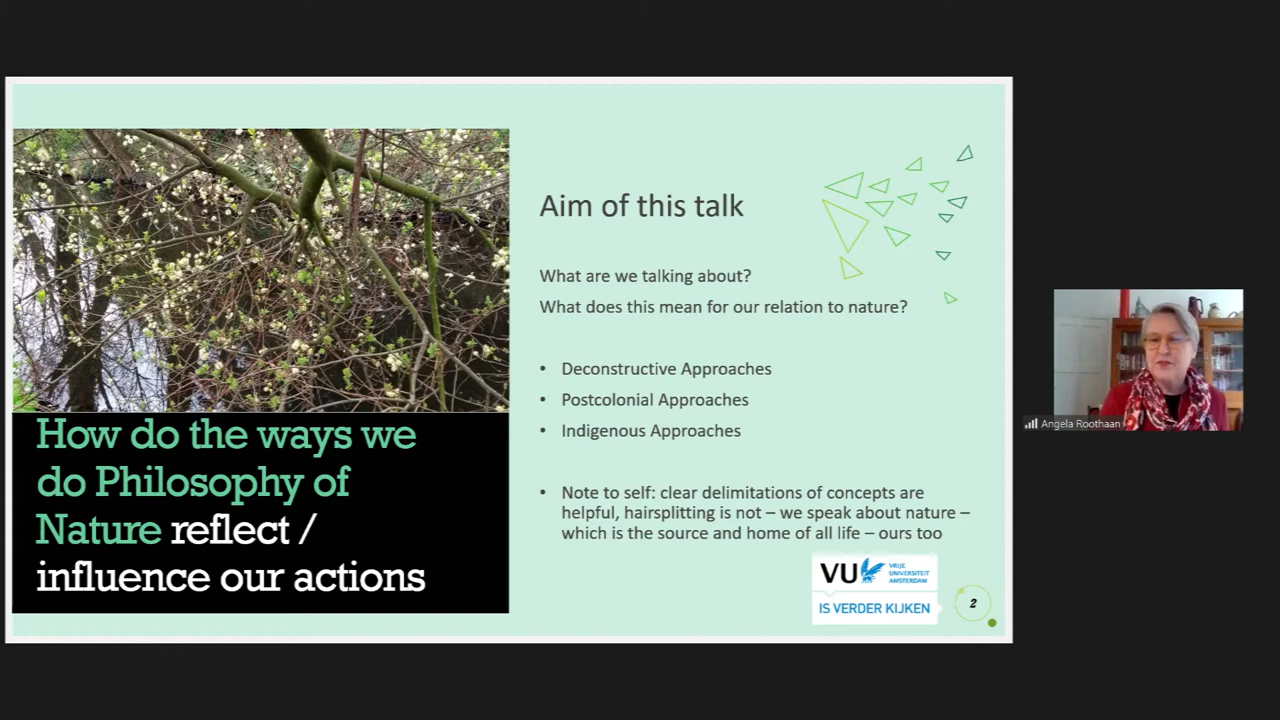 How do the ways we
do Philosophy of
Nature reflect /
influence our actions
Aim of this talk
What are we talking about?
What does this mean for our relation to nature?
• Deconstructive Approaches
• Postcolonial Approaches
• Indigenous Approaches
• Note to self: clear delimitations of concepts are
helpful, hairsplitting is not – we speak about nature –
which is the source and home of all life – ours too
VU VRIJE
UNIVERSITEIT
AMSTERDAM
IS VERDER KIJKEN
2
Angela Roothaan